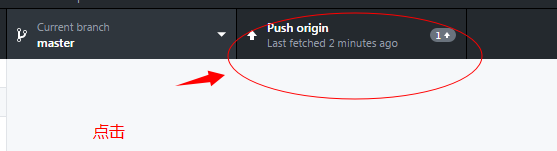 Current branch
master
Push origin
Last fetched 2 minutes ago
1
点击